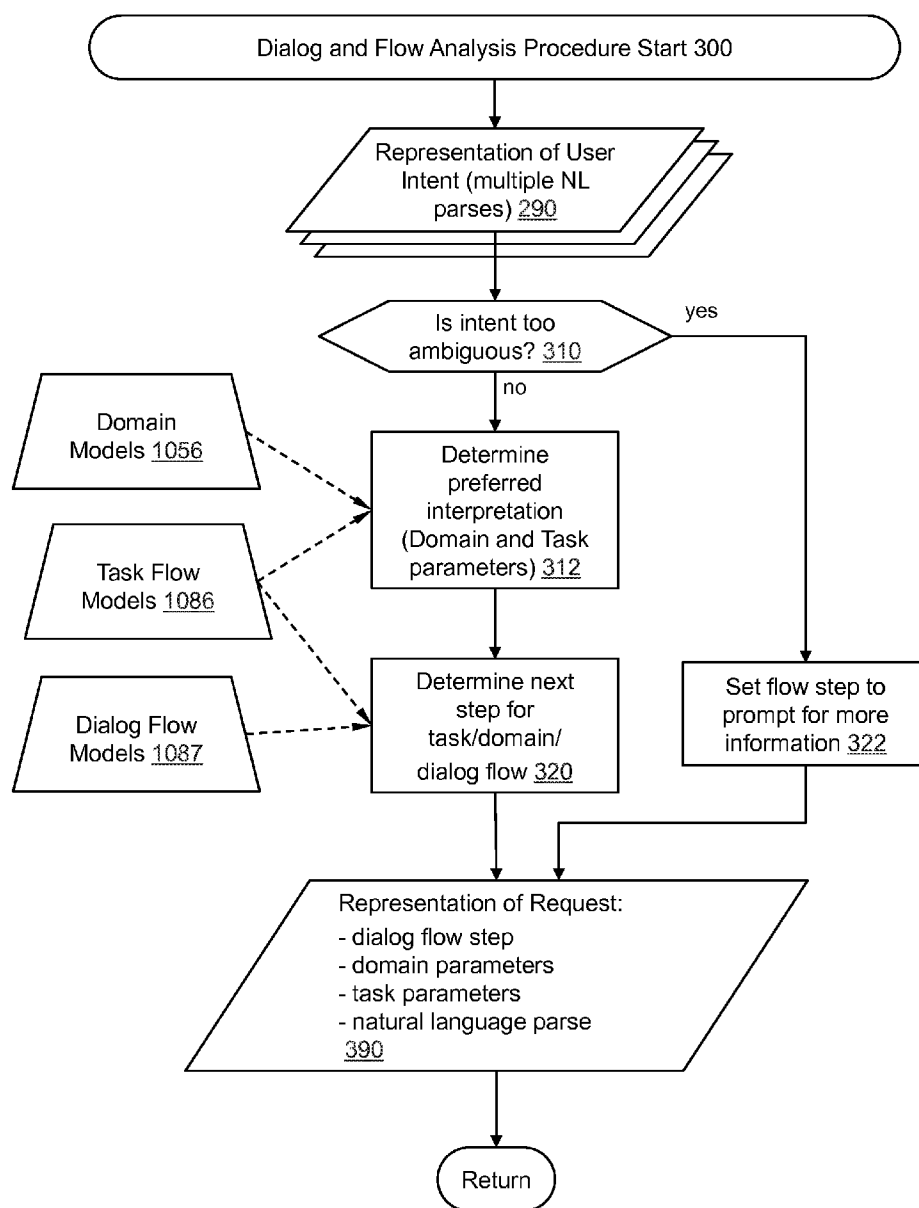 Dialog and Flow Analysis Procedure Start 300
Representation of User
Intent (multiple NL
parses) 290
Is intent too
ambiguous? 310
yes
no
Domain
Models 1056
Determine
preferred
interpretation
(Domain and Task
parameters) 312
Task Flow
Models 1086
Dialog Flow
Models 1087
Determine next
step for
task/domain/
dialog flow 320
Set flow step to
prompt for more
information 322
Representation of Request:
- dialog flow step
- domain parameters
- task parameters
- natural language parse
390
Return